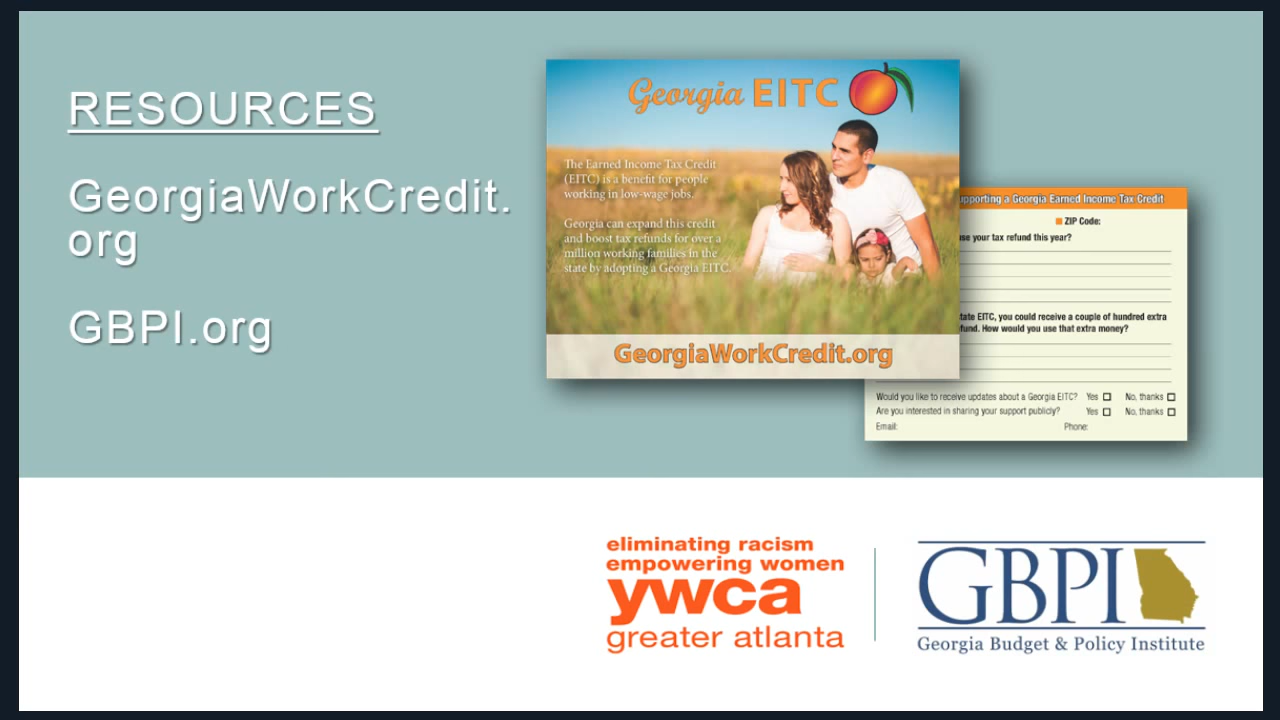 RESOURCES
GeorgiaWorkCredit.
org
GBPI.org
Georgia EITC
The Earned Income Tax Credit
(EITC) is a benefit for people
working in low-wage jobs.
Georgia can expand this credit
and boost tax refunds for over a
million working families in the
state by adopting a Georgia EITC.
GeorgiaWorkCredit.org
upporting a Georgia Earned Income Tax Credit
ZIP Code:
se your tax refund this year?
tate EITC, you could receive a couple of hundred extra
fund. How would you use that extra money?
Would you like to receive updates about a Georgia EITC? Yes No, thanks
Are you interested in sharing your support publicly? Yes No, thanks
Email: Phone:
eliminating racism
empowering women
ywca
greater atlanta
GBPI
Georgia Budget & Policy Institute